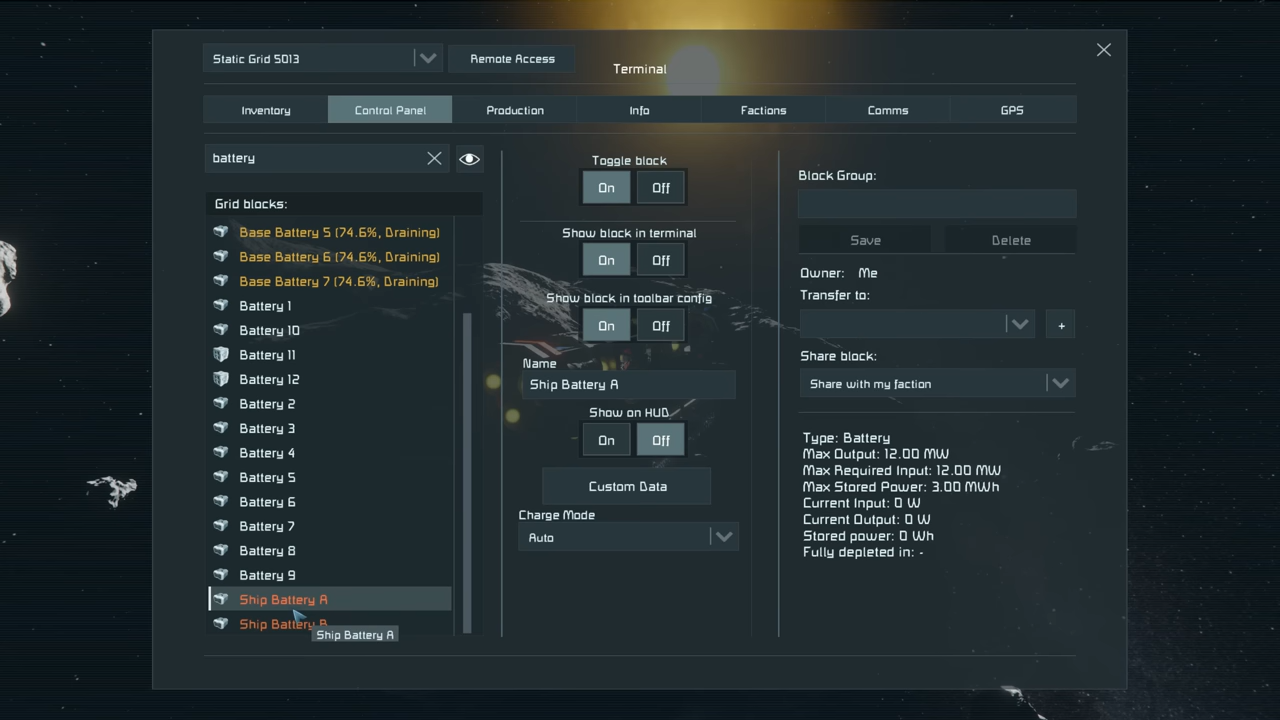 Static Grid 5013
Remote Access
Terminal
Inventory
Control Panel
Production
Info
Factions
Comms
GPS
battery
Grid blocks:
Base Battery 5 (74.6%, Draining)
Base Battery 6 (74.6%, Draining)
Base Battery 7 (74.6%, Draining)
Battery 1
Battery 10
Battery 11
Battery 12
Battery 2
Battery 3
Battery 4
Battery 5
Battery 6
Battery 7
Battery 8
Battery 9
Ship Battery A
Ship Battery B
Ship Battery A
Toggle block
On Off
Show block in terminal
On Off
Show block in toolbar config
On Off
Name
Ship Battery A
Show on HUD
On Off
Custom Data
Charge Mode
Auto
Block Group:
Save Delete
Owner: Me
Transfer to:
+
Share block:
Share with my faction
Type: Battery
Max Output: 12.00 MW
Max Required Input: 12.00 MW
Max Stored Power: 3.00 MWh
Current Input: 0 W
Current Output: 0 W
Stored power: 0 Wh
Fully depleted in: -